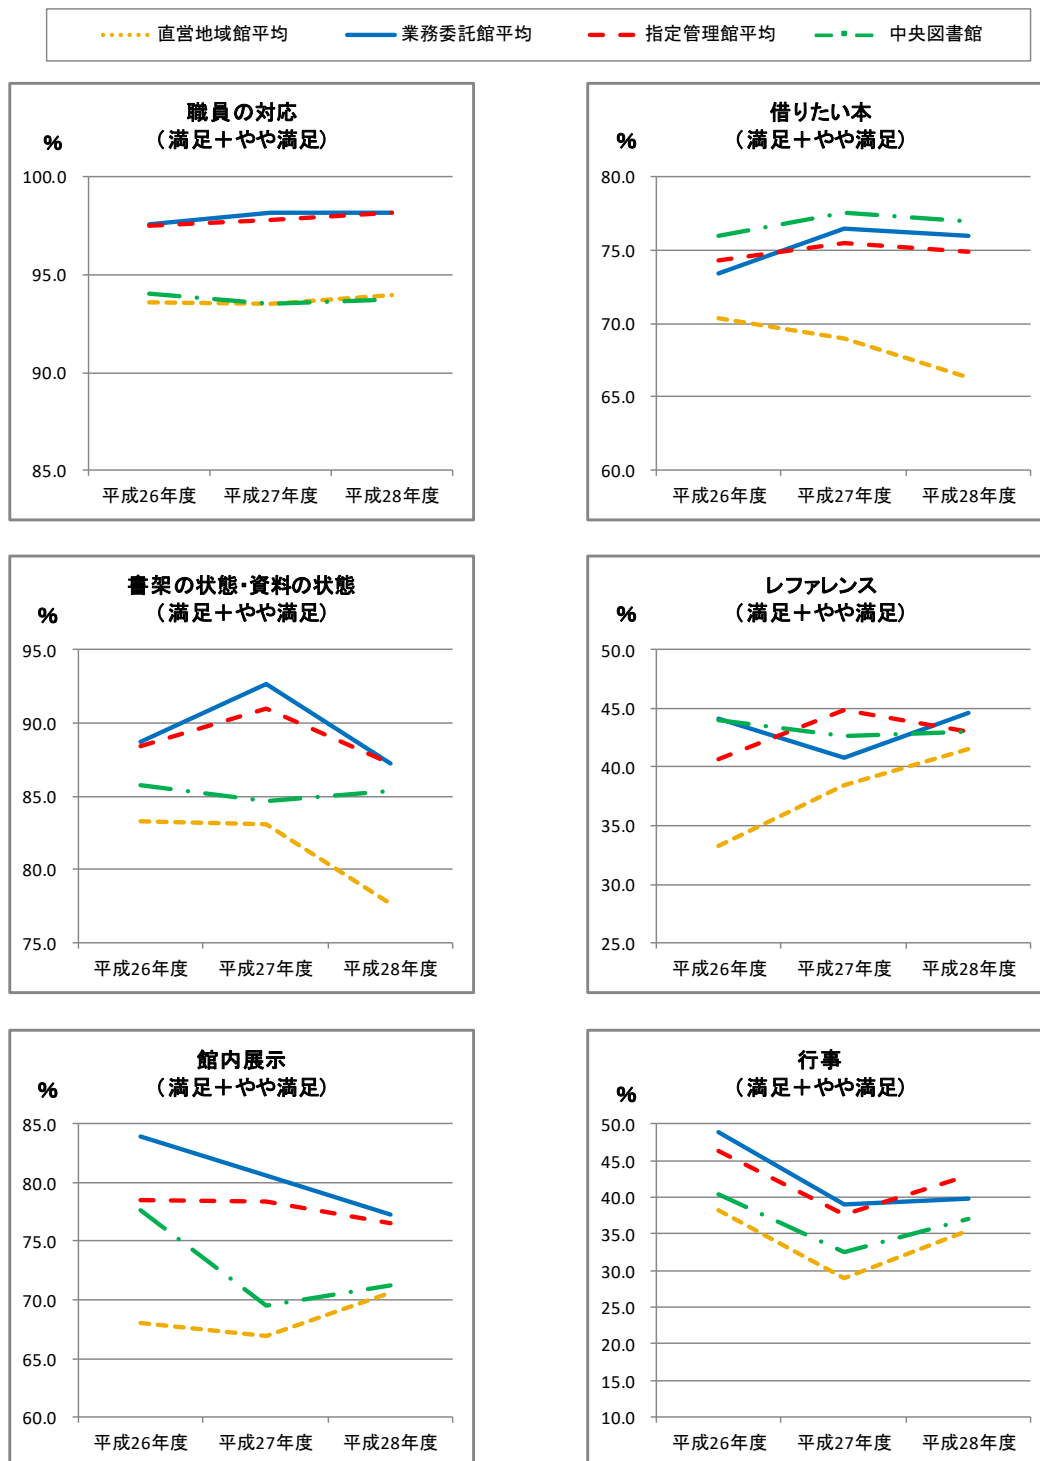 直営地域館平均 業務委託館平均 指定管理館平均 中央図書館
職員の対応
（満足＋やや満足）
%
100.0
95.0
90.0
85.0
平成26年度 平成27年度 平成28年度
借りたい本
（満足＋やや満足）
%
80.0
75.0
70.0
65.0
60.0
平成26年度 平成27年度 平成28年度
書架の状態・資料の状態
（満足＋やや満足）
%
95.0
90.0
85.0
80.0
75.0
平成26年度 平成27年度 平成28年度
レファレンス
（満足＋やや満足）
%
50.0
45.0
40.0
35.0
30.0
25.0
平成26年度 平成27年度 平成28年度
館内展示
（満足＋やや満足）
%
85.0
80.0
75.0
70.0
65.0
60.0
平成26年度 平成27年度 平成28年度
行事
（満足＋やや満足）
%
50.0
45.0
40.0
35.0
30.0
25.0
20.0
15.0
10.0
平成26年度 平成27年度 平成28年度